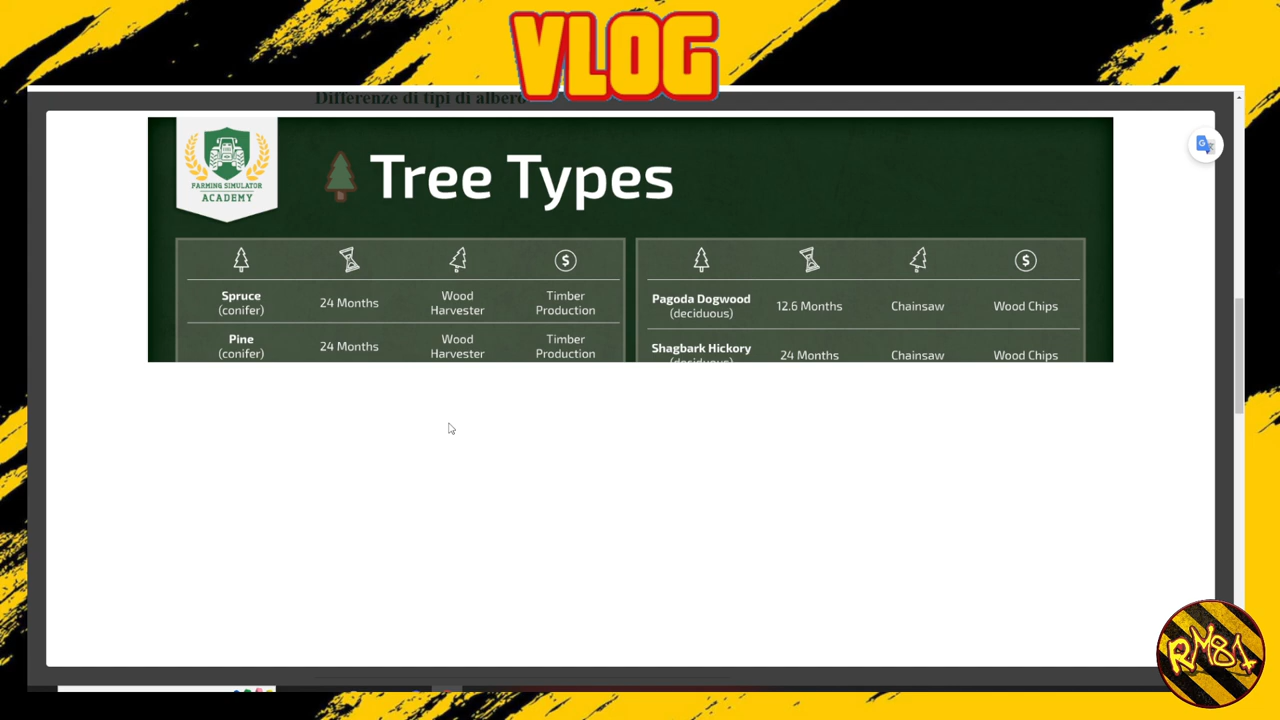 VLOG
Differenze di tipi di albero
FARMING SIMULATOR
ACADEMY
Tree Types
$
$
Spruce
(conifer)
24 Months
Wood
Harvester
Timber
Production
Pine
(conifer)
24 Months
Wood
Harvester
Timber
Production
Pagoda Dogwood
(deciduous)
12.6 Months
Chainsaw
Wood Chips
Shagbark Hickory
(deciduous)
24 Months
Chainsaw
Wood Chips
G
RM81